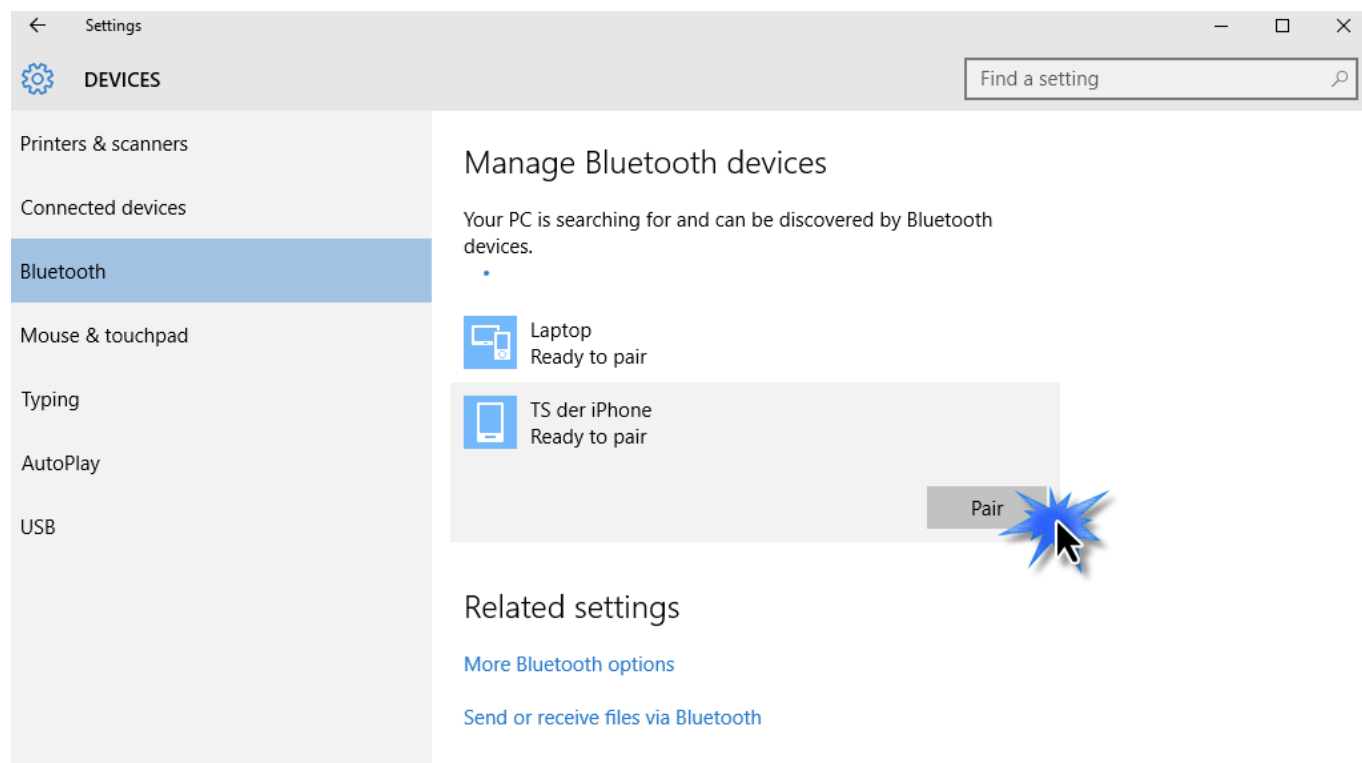 Settings
DEVICES
Find a setting
Printers & scanners
Connected devices
Bluetooth
Mouse & touchpad
Typing
AutoPlay
USB
Manage Bluetooth devices
Your PC is searching for and can be discovered by Bluetooth
devices.
Laptop
Ready to pair
TS der iPhone
Ready to pair
Pair
Related settings
More Bluetooth options
Send or receive files via Bluetooth